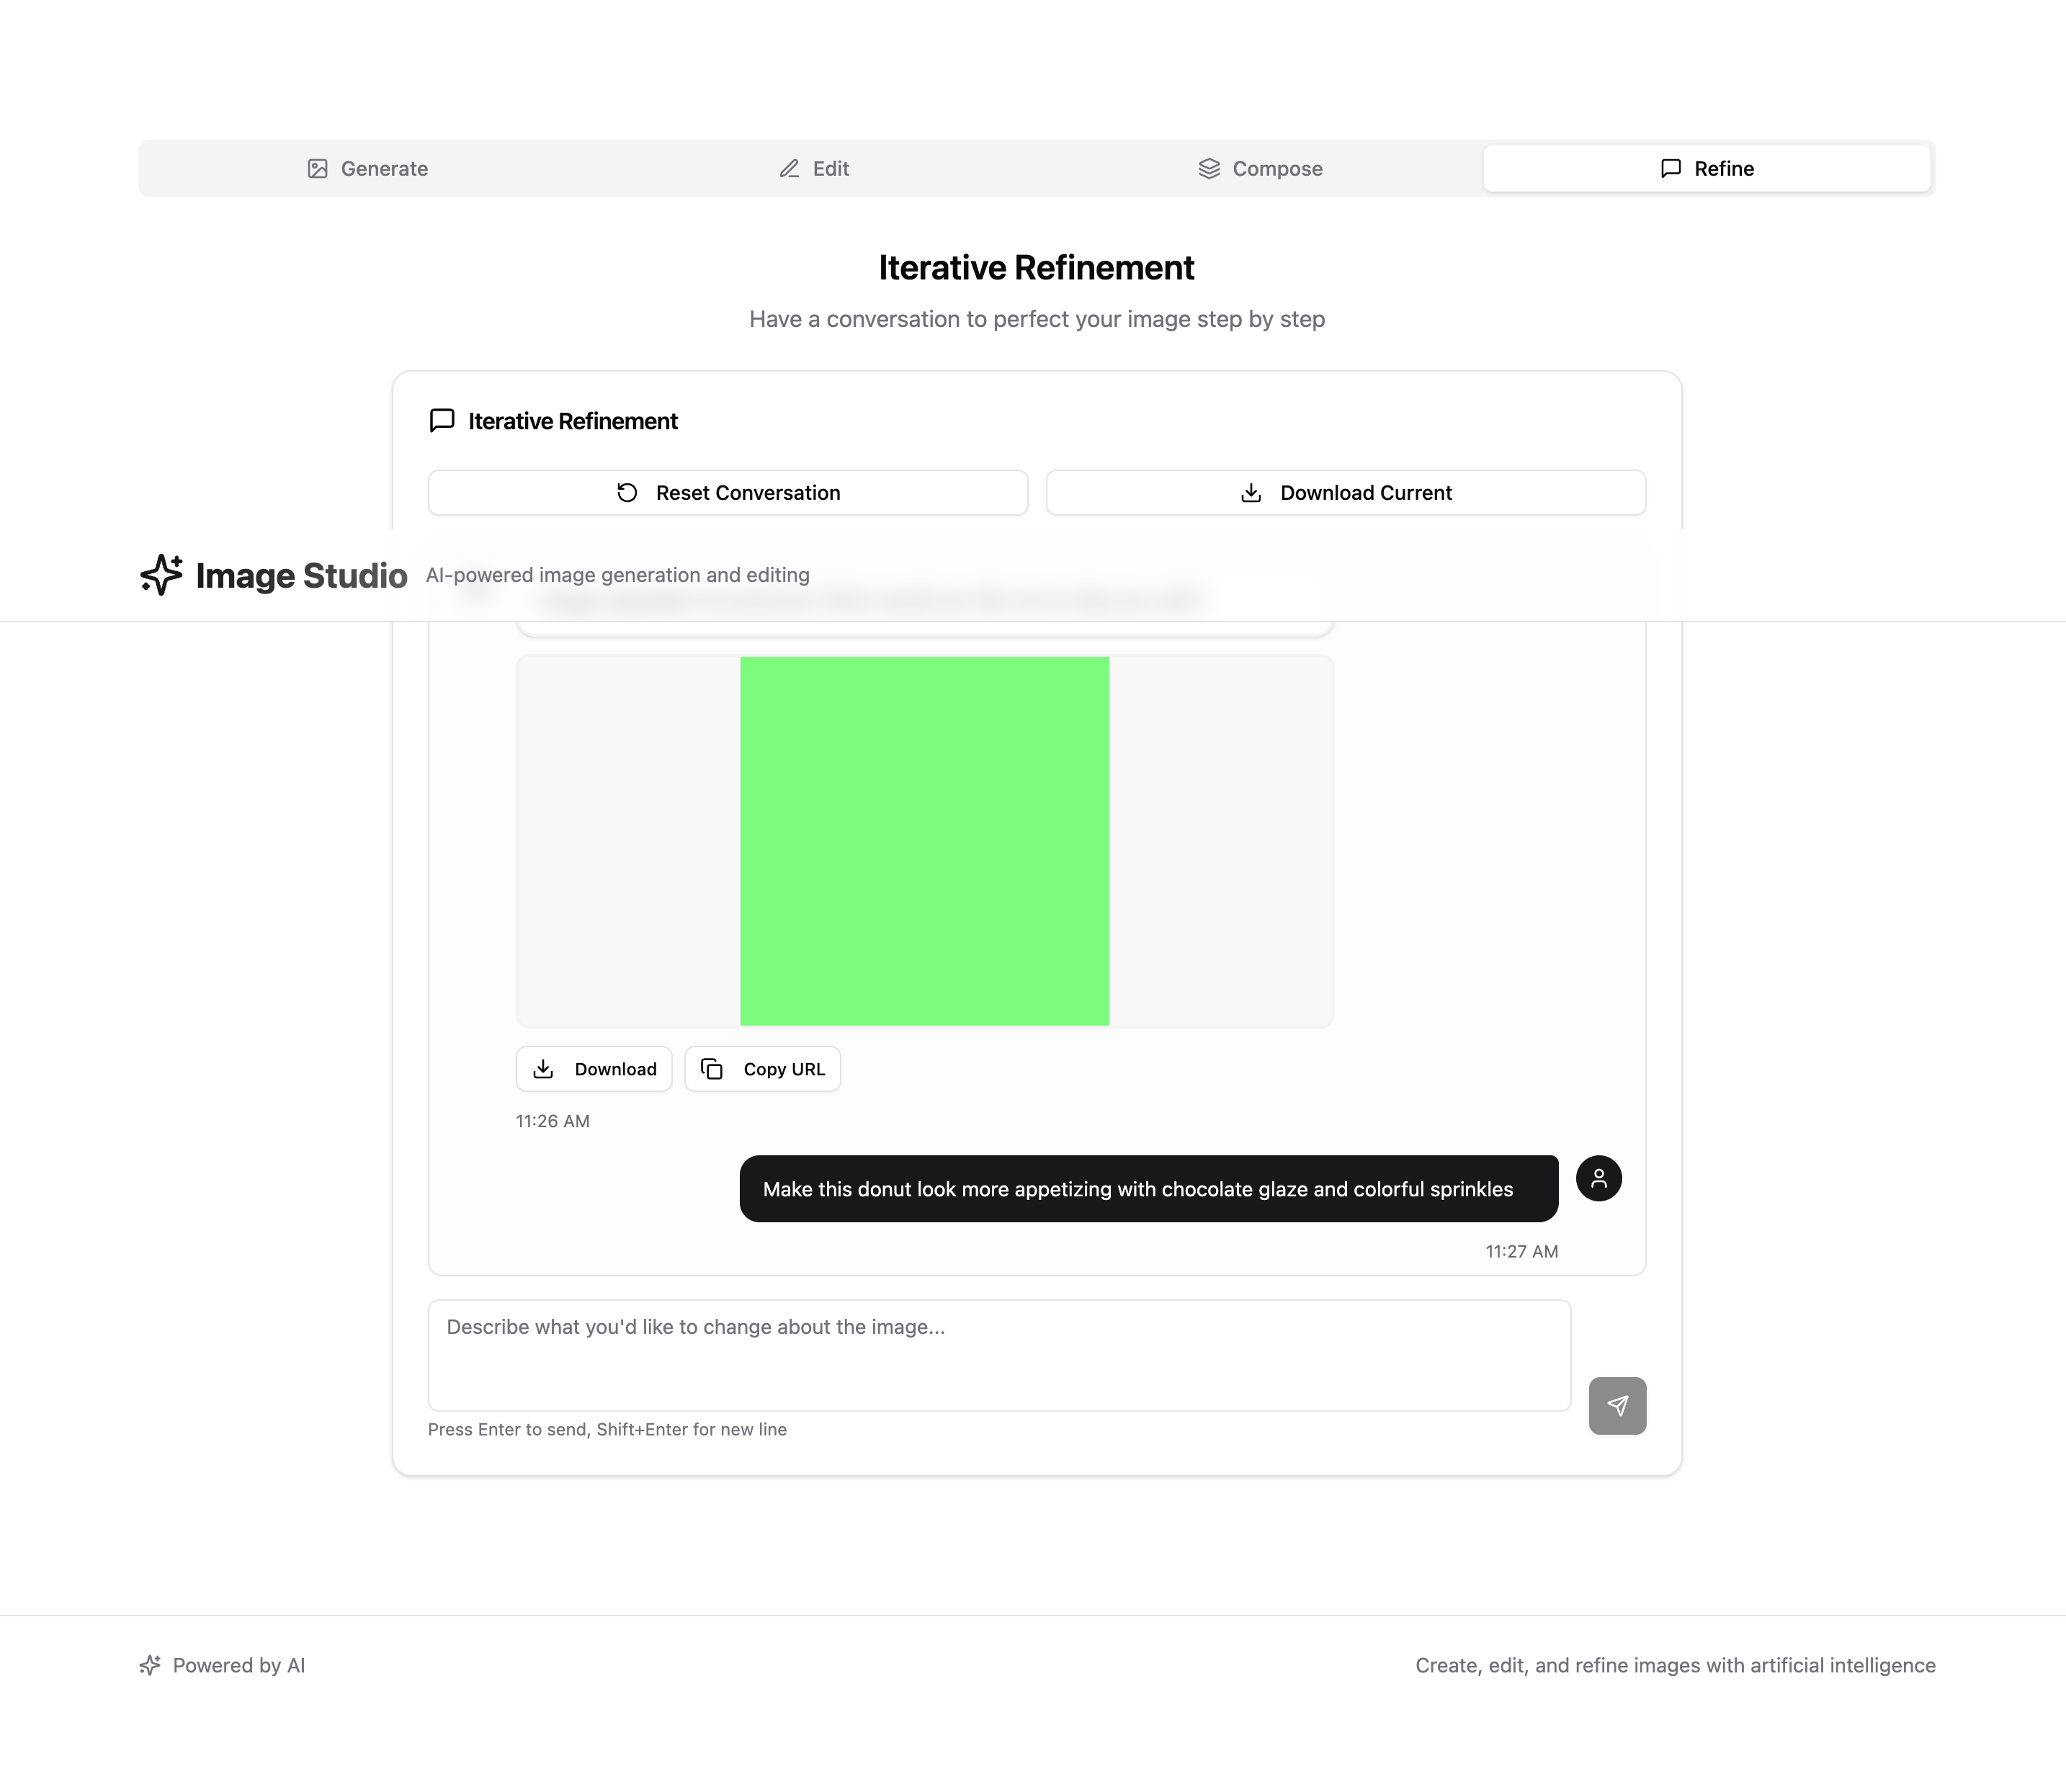 Generate
Edit
Compose
Refine
Iterative Refinement
Have a conversation to perfect your image step by step
Iterative Refinement
Reset Conversation
Download Current
Image Studio
AI-powered image generation and editing
Download
Copy URL
11:26 AM
Make this donut look more appetizing with chocolate glaze and colorful sprinkles
11:27 AM
Describe what you'd like to change about the image...
Press Enter to send, Shift+Enter for new line
Powered by AI
Create, edit, and refine images with artificial intelligence